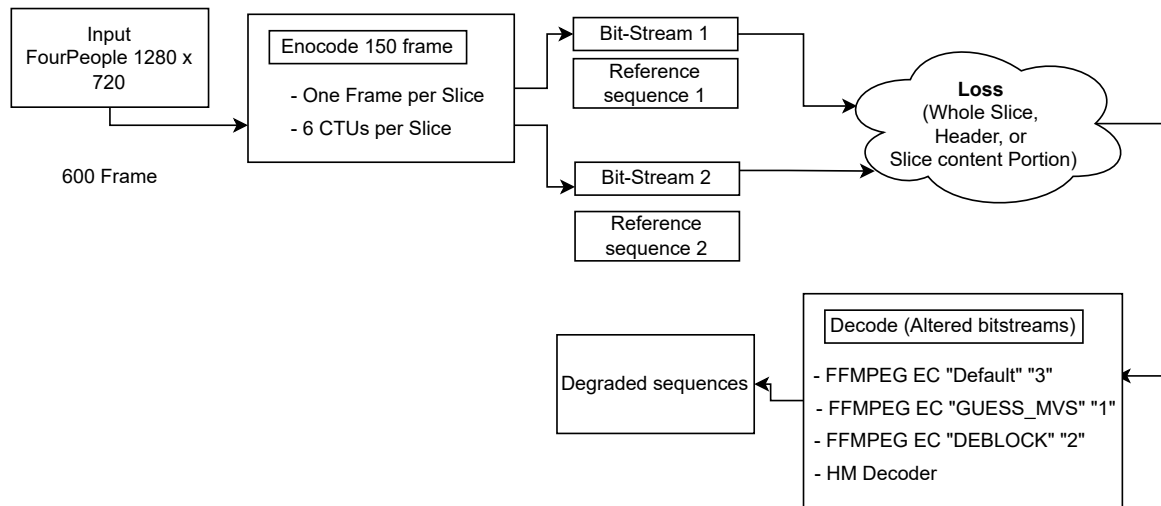 Input
FourPeople 1280 x
720
600 Frame
Enocode 150 frame
- One Frame per Slice
- 6 CTUs per Slice
Bit-Stream 1
Reference
sequence 1
Bit-Stream 2
Reference
sequence 2
Loss
(Whole Slice,
Header, or
Slice content Portion)
Decode (Altered bitstreams)
- FFMPEG EC "Default" "3"
- FFMPEG EC "GUESS_MVS" "1"
- FFMPEG EC "DEBLOCK" "2"
- HM Decoder
Degraded sequences